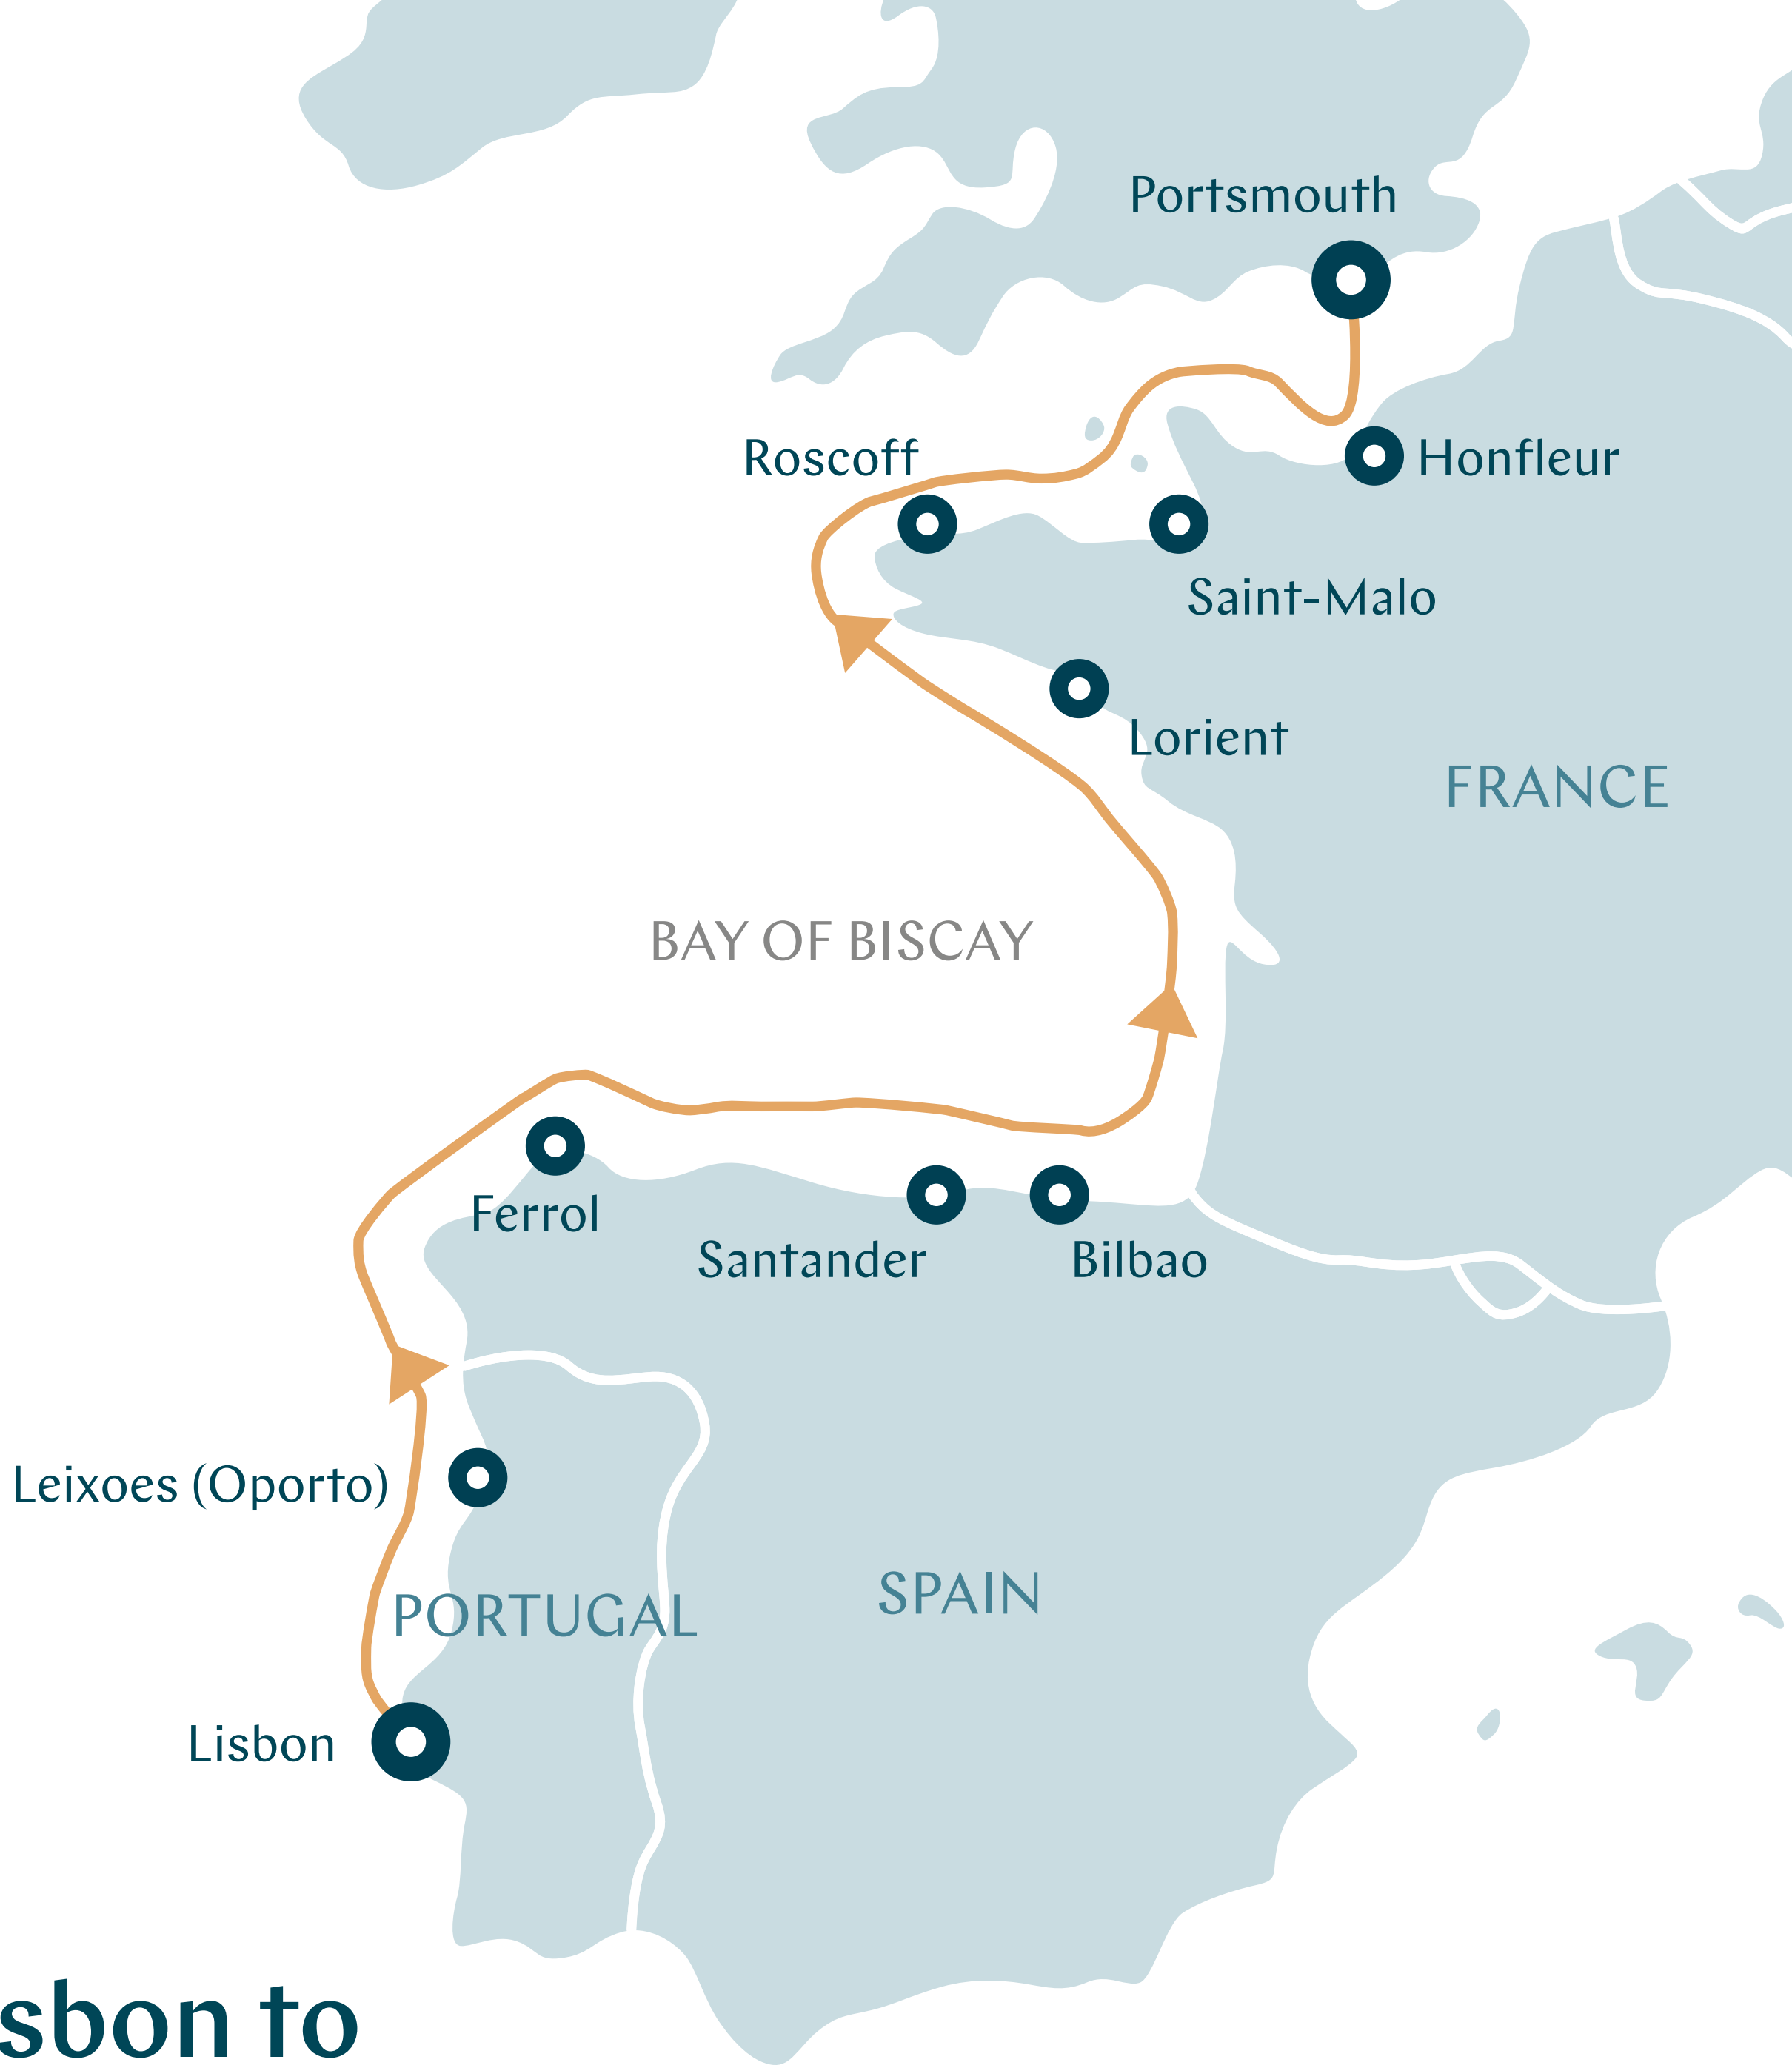 Portsmouth
Roscoff
Honfleur
Saint-Malo
Lorient
FRANCE
BAY OF BISCAY
Ferrol
Santander
Bilbao
Leixoes (Oporto)
SPAIN
PORTUGAL
Lisbon
sbon to